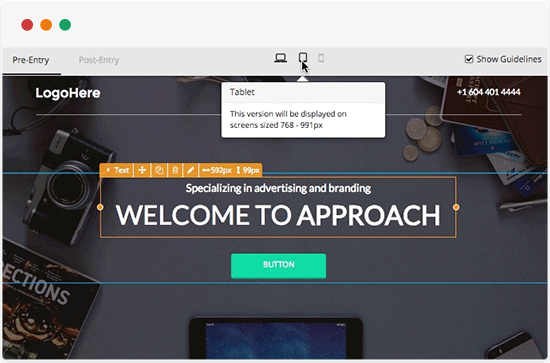 Pre-Entry Post-Entry Show Guidelines
LogoHere +1 604 401 4444
Tablet
This version will be displayed on
screens sized 768 - 991px
Text 592px 99px
Specializing in advertising and branding
WELCOME TO APPROACH
BUTTON
DIRECTIONS